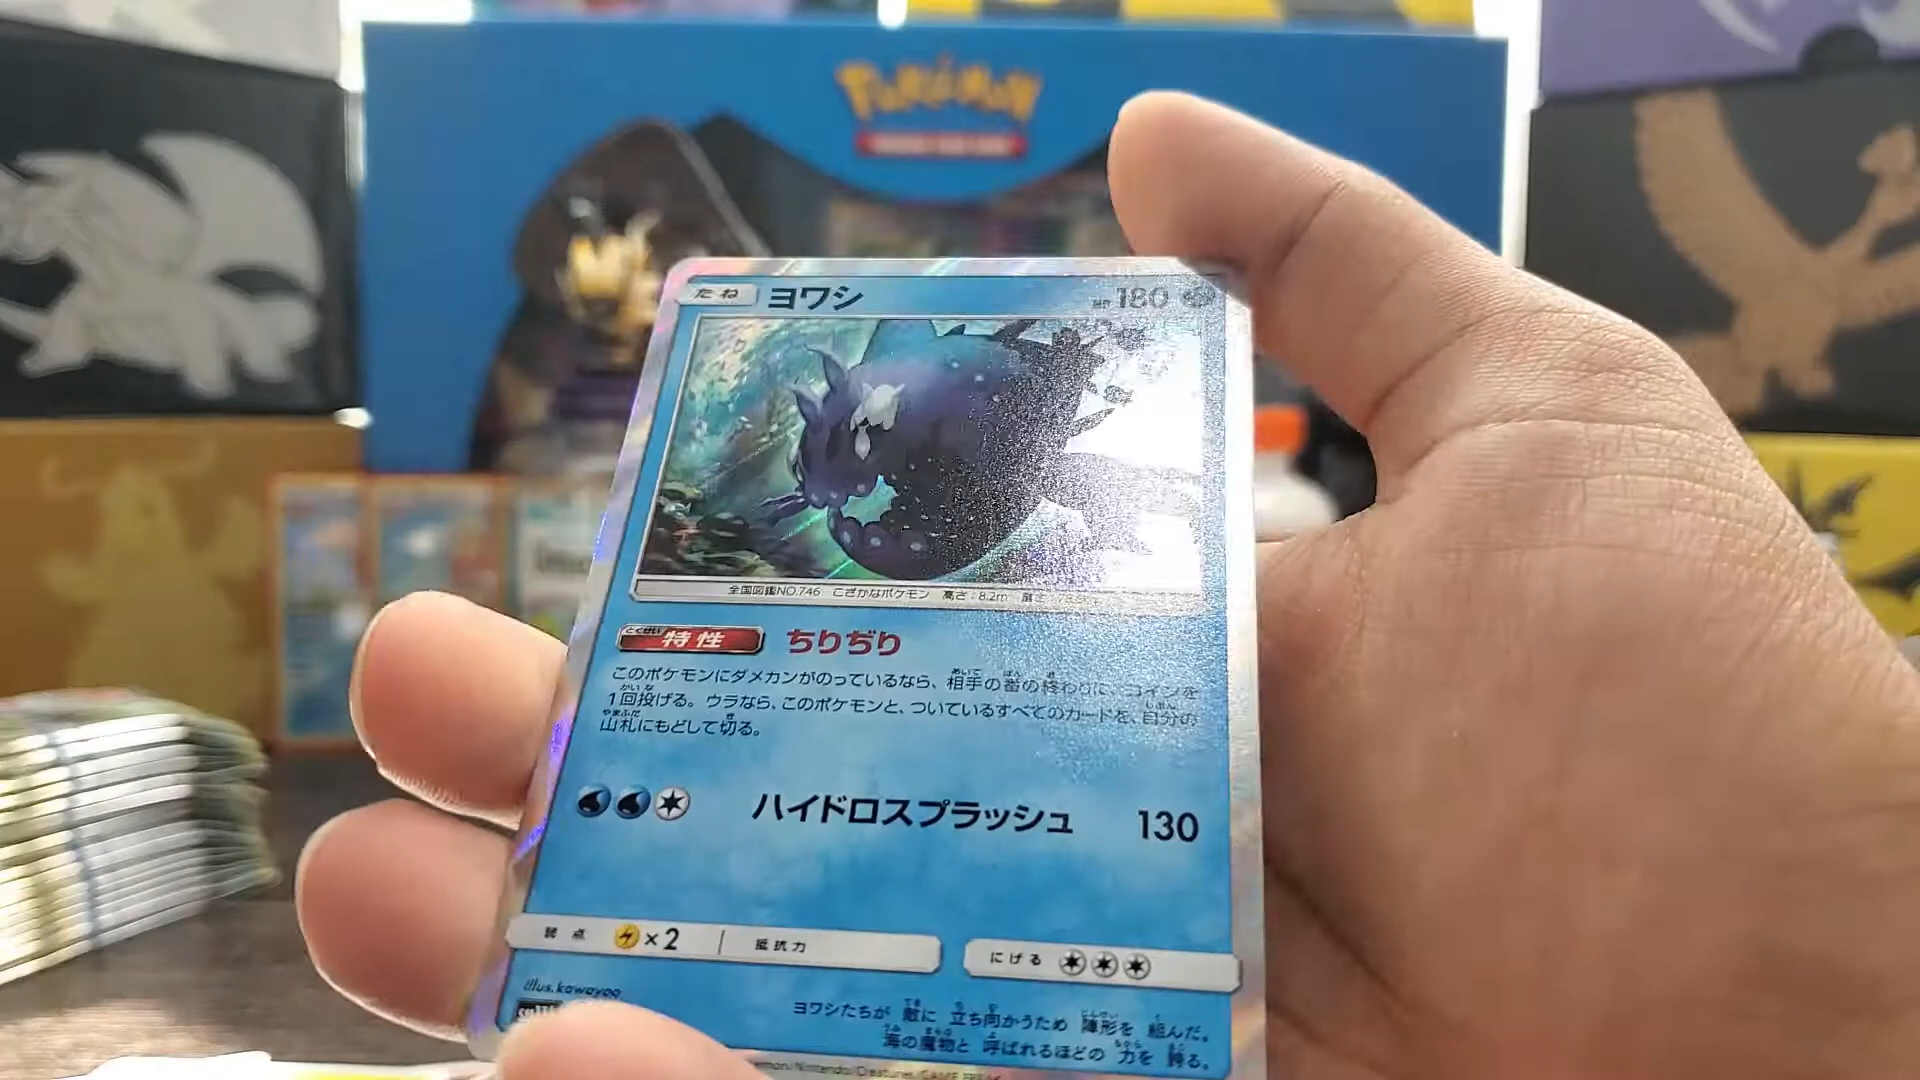 Pokémon
たね ヨワシ HP 180
全国図鑑NO.746 こざかなポケモン 高さ:8.2m
特性 ちりぢり
このポケモンにダメカンがのっているなら、相手の番の終わりに、コインを
1回投げる。ウラなら、このポケモンと、ついているすべてのカードを、自分の
山札にもどして切る。
ハイドロスプラッシュ 130
弱点 ×2 抵抗力 にげる
illus.kawayoo
ヨワシたちが 敵に 立ち向かうため 陣形を 組んだ。
海の魔物と 呼ばれるほどの 力を 誇る。